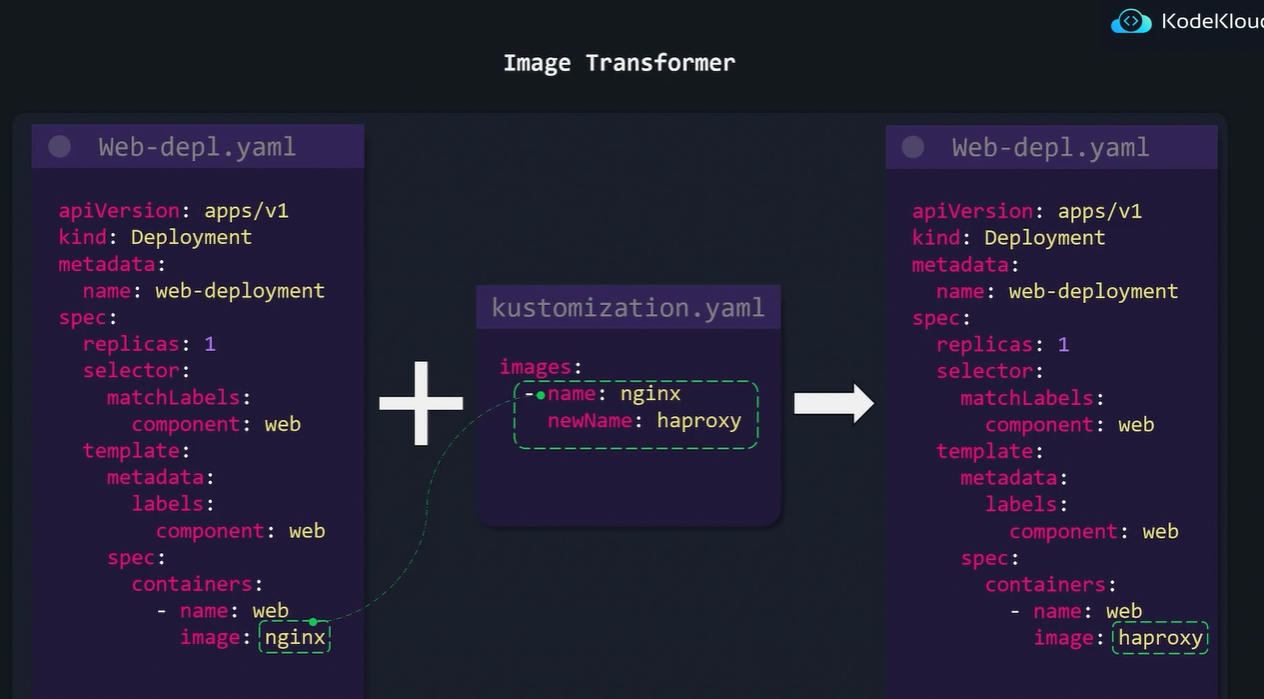 KodeKloud
Image Transformer
Web-depl.yaml
apiVersion: apps/v1
kind: Deployment
metadata:
  name: web-deployment
spec:
  replicas: 1
  selector:
    matchLabels:
      component: web
  template:
    metadata:
      labels:
        component: web
    spec:
      containers:
        - name: web
          image: nginx
kustomization.yaml
images:
  - name: nginx
    newName: haproxy
Web-depl.yaml
apiVersion: apps/v1
kind: Deployment
metadata:
  name: web-deployment
spec:
  replicas: 1
  selector:
    matchLabels:
      component: web
  template:
    metadata:
      labels:
        component: web
    spec:
      containers:
        - name: web
          image: haproxy